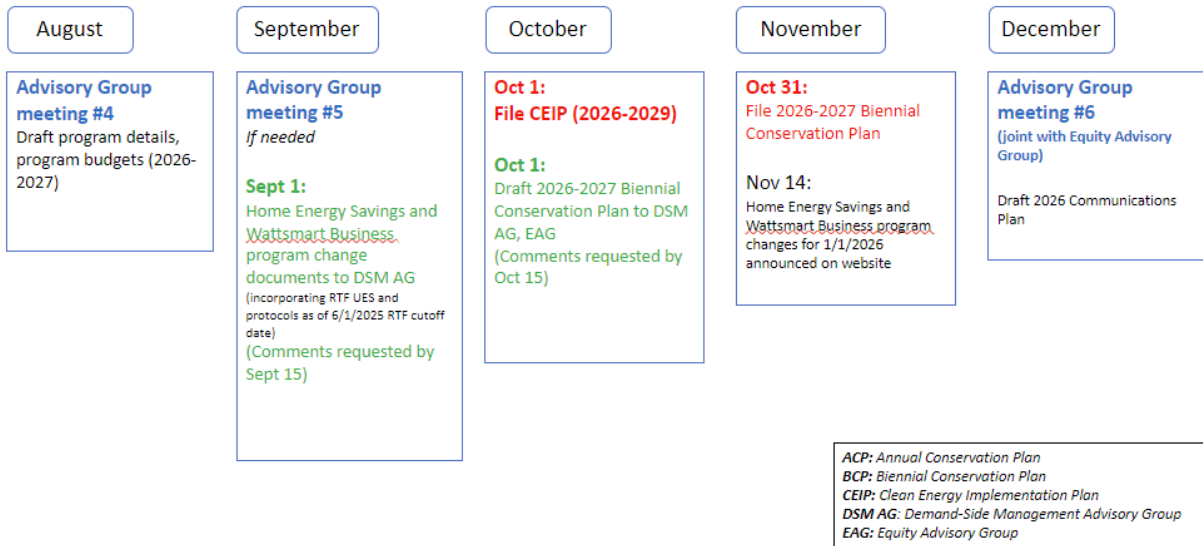 August
September
October
November
December
Advisory Group
meeting #4
Draft program details,
program budgets (2026-
2027)
Advisory Group
meeting #5
If needed
Sept 1:
Home Energy Savings and
Wattsmart Business
program change
documents to DSM AG
(incorporating RTF UES and
protocols as of 6/1/2025 RTF cutoff
date)
(Comments requested by
Sept 15)
Oct 1:
File CEIP (2026-2029)
Oct 1:
Draft 2026-2027 Biennial
Conservation Plan to DSM
AG, EAG
(Comments requested by
Oct 15)
Oct 31:
File 2026-2027 Biennial
Conservation Plan
Nov 14:
Home Energy Savings and
Wattsmart Business program
changes for 1/1/2026
announced on website
Advisory Group
meeting #6
(joint with Equity Advisory
Group)
Draft 2026 Communications
Plan
ACP: Annual Conservation Plan
BCP: Biennial Conservation Plan
CEIP: Clean Energy Implementation Plan
DSM AG: Demand-Side Management Advisory Group
EAG: Equity Advisory Group